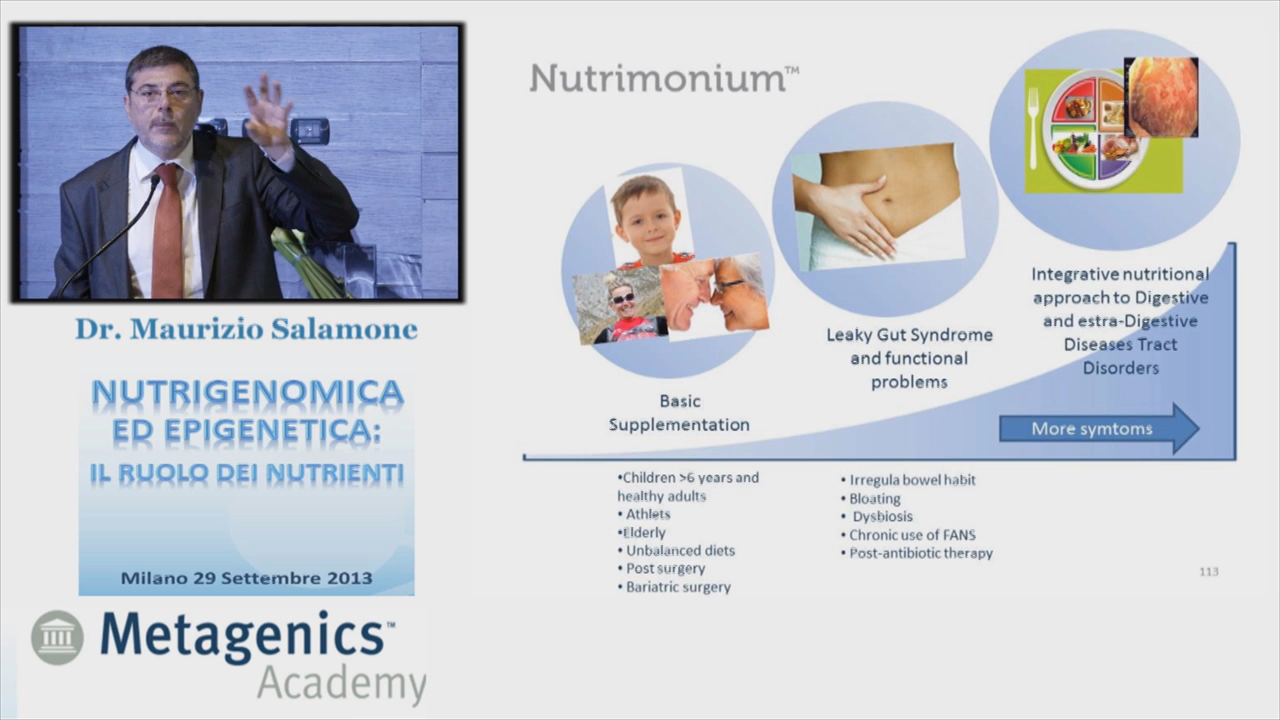 Dr. Maurizio Salamone
NUTRIGENOMICA
ED EPIGENETICA:
IL RUOLO DEI NUTRIENTI
Milano 29 Settembre 2013
Metagenics™
Academy
Nutrimonium™
Basic
Supplementation
Leaky Gut Syndrome
and functional
problems
Integrative nutritional
approach to Digestive
and estra-Digestive
Diseases Tract
Disorders
More symtoms
•Children >6 years and
healthy adults
• Athlets
•Elderly
• Unbalanced diets
• Post surgery
• Bariatric surgery
• Irregula bowel habit
• Bloating
• Dysbiosis
• Chronic use of FANS
• Post-antibiotic therapy
113